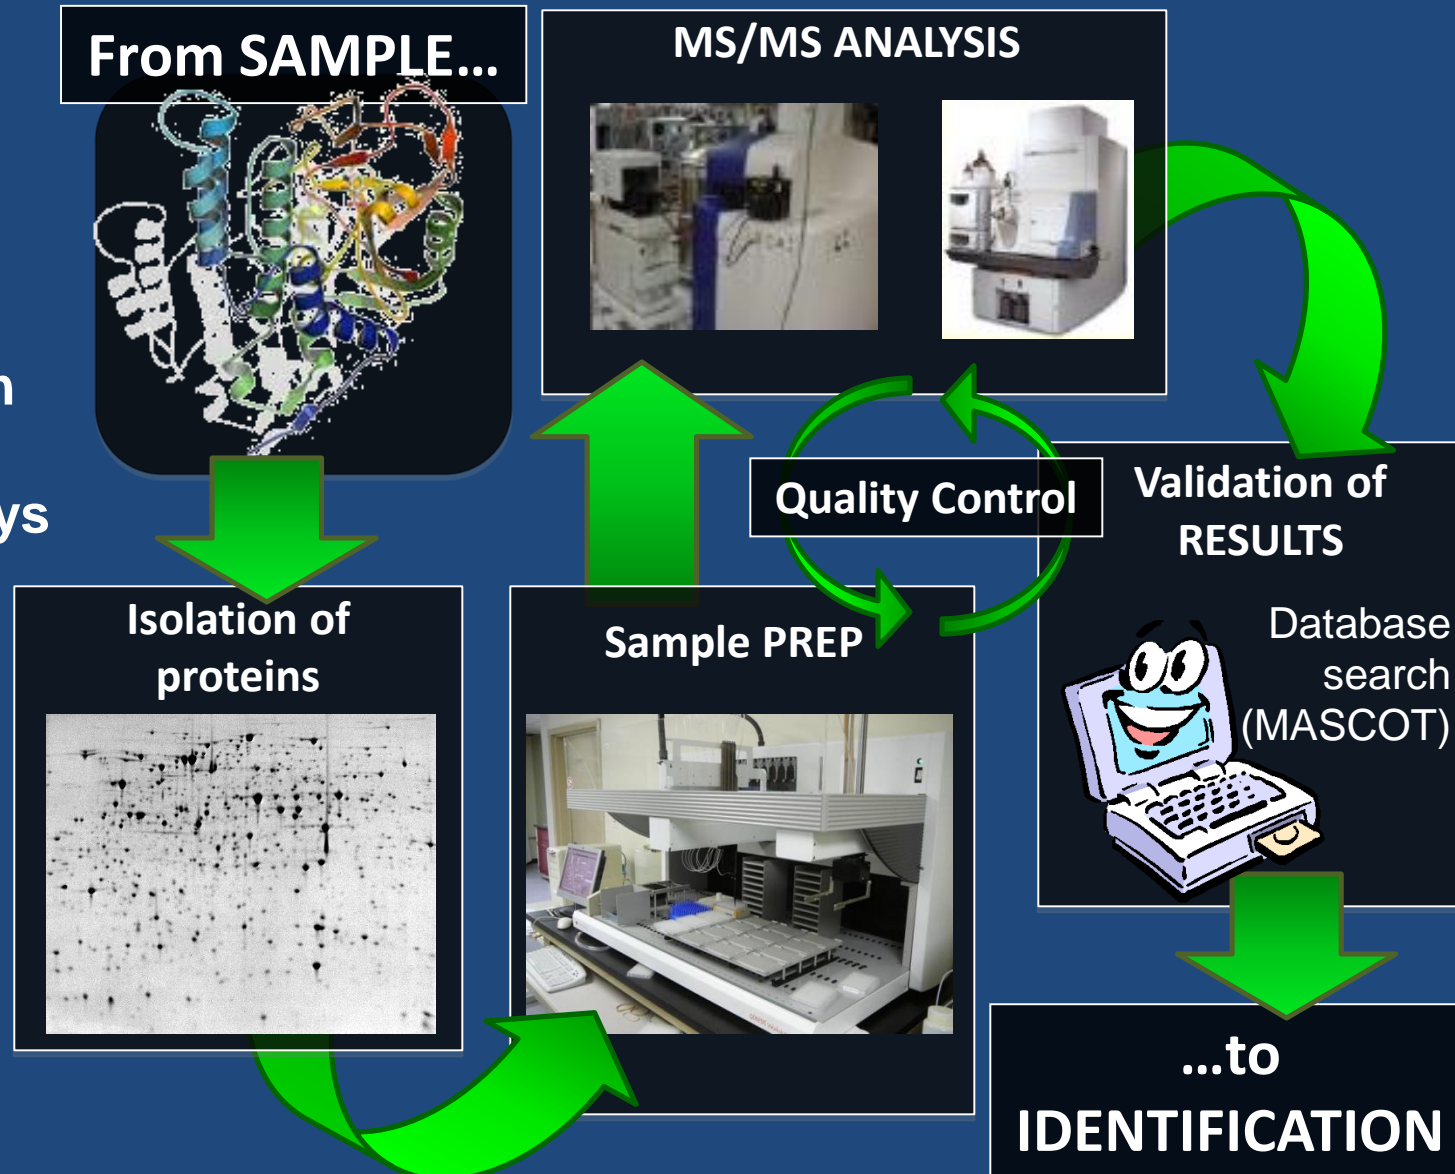 From SAMPLE…
MS/MS ANALYSIS
n
ys
Quality Control
Validation of
RESULTS
Isolation of
proteins
Sample PREP
Database
search
(MASCOT)
…to
IDENTIFICATION